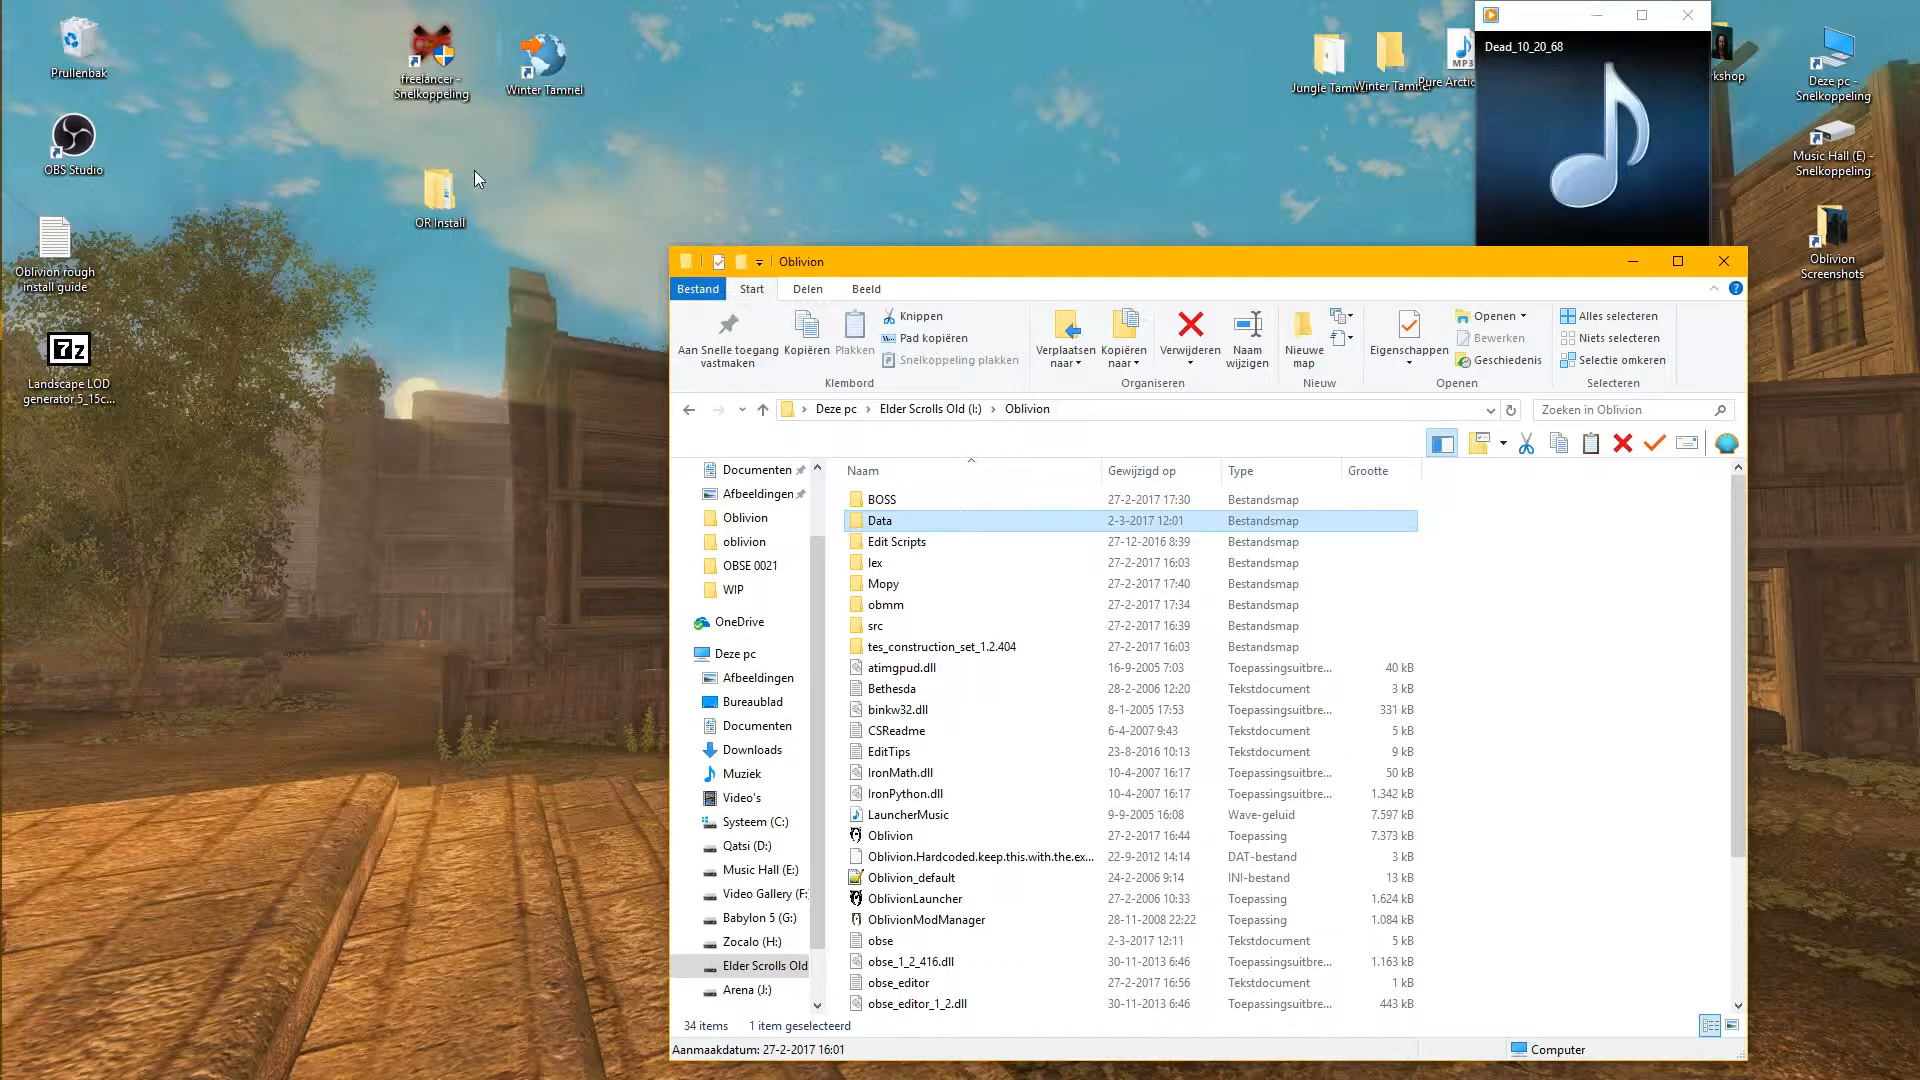 Prullenbak
OBS Studio
Oblivion rough
install guide
Landscape LOD
generator 5_15c...
freelancer -
Snelkoppeling
Winter Tamriel
OR Install
Jungle Tam
Winter Tam
Pure Arctic
Dead_10_20_68
Deze pc -
Snelkoppeling
Music Hall (E) -
Snelkoppeling
Oblivion
Screenshots
Oblivion
Bestand Start Delen Beeld
Aan Snelle toegang
vastmaken
Kopiëren
Plakken
Knippen
Pad kopiëren
Snelkoppeling plakken
Klembord
Verplaatsen
naar
Kopiëren
naar
Verwijderen
Naam
wijzigen
Organiseren
Nieuwe
map
Nieuw
Eigenschappen
Openen
Bewerken
Geschiedenis
Openen
Alles selecteren
Niets selecteren
Selectie omkeren
Selecteren
Deze pc > Elder Scrolls Old (I:) > Oblivion
Zoeken in Oblivion
Documenten
Afbeeldingen
Oblivion
oblivion
OBSE 0021
WIP
OneDrive
Deze pc
Afbeeldingen
Bureaublad
Documenten
Downloads
Muziek
Video's
Systeem (C:)
Qatsi (D:)
Music Hall (E:)
Video Gallery (F:
Babylon 5 (G:)
Zocalo (H:)
Elder Scrolls Old
Arena (J:)
Naam Gewijzigd op Type Grootte
BOSS 27-2-2017 17:30 Bestandsmap
Data 2-3-2017 12:01 Bestandsmap
Edit Scripts 27-12-2016 8:39 Bestandsmap
lex 27-2-2017 16:03 Bestandsmap
Mopy 27-2-2017 17:40 Bestandsmap
obmm 27-2-2017 17:34 Bestandsmap
src 27-2-2017 16:39 Bestandsmap
tes_construction_set_1.2.404 27-2-2017 16:03 Bestandsmap
atimgpud.dll 16-9-2005 7:03 Toepassingsuitbre... 40 kB
Bethesda 28-2-2006 12:20 Tekstdocument 3 kB
binkw32.dll 8-1-2005 17:53 Toepassingsuitbre... 331 kB
CSReadme 6-4-2007 9:43 Tekstdocument 5 kB
EditTips 23-8-2016 10:13 Tekstdocument 9 kB
IronMath.dll 10-4-2007 16:17 Toepassingsuitbre... 50 kB
IronPython.dll 10-4-2007 16:17 Toepassingsuitbre... 1.342 kB
LauncherMusic 9-9-2005 16:08 Wave-geluid 7.597 kB
Oblivion 27-2-2017 16:44 Toepassing 7.373 kB
Oblivion.Hardcoded.keep.this.with.the.ex... 22-9-2012 14:14 DAT-bestand 3 kB
Oblivion_default 24-2-2006 9:14 INI-bestand 13 kB
OblivionLauncher 27-2-2006 10:33 Toepassing 1.624 kB
OblivionModManager 28-11-2008 22:22 Toepassing 1.084 kB
obse 2-3-2017 12:11 Tekstdocument 5 kB
obse_1_2_416.dll 30-11-2013 6:46 Toepassingsuitbre... 1.163 kB
obse_editor 27-2-2017 16:56 Tekstdocument 1 kB
obse_editor_1_2.dll 30-11-2013 6:46 Toepassingsuitbre... 443 kB
34 items 1 item geselecteerd
Aanmaakdatum: 27-2-2017 16:01
Computer